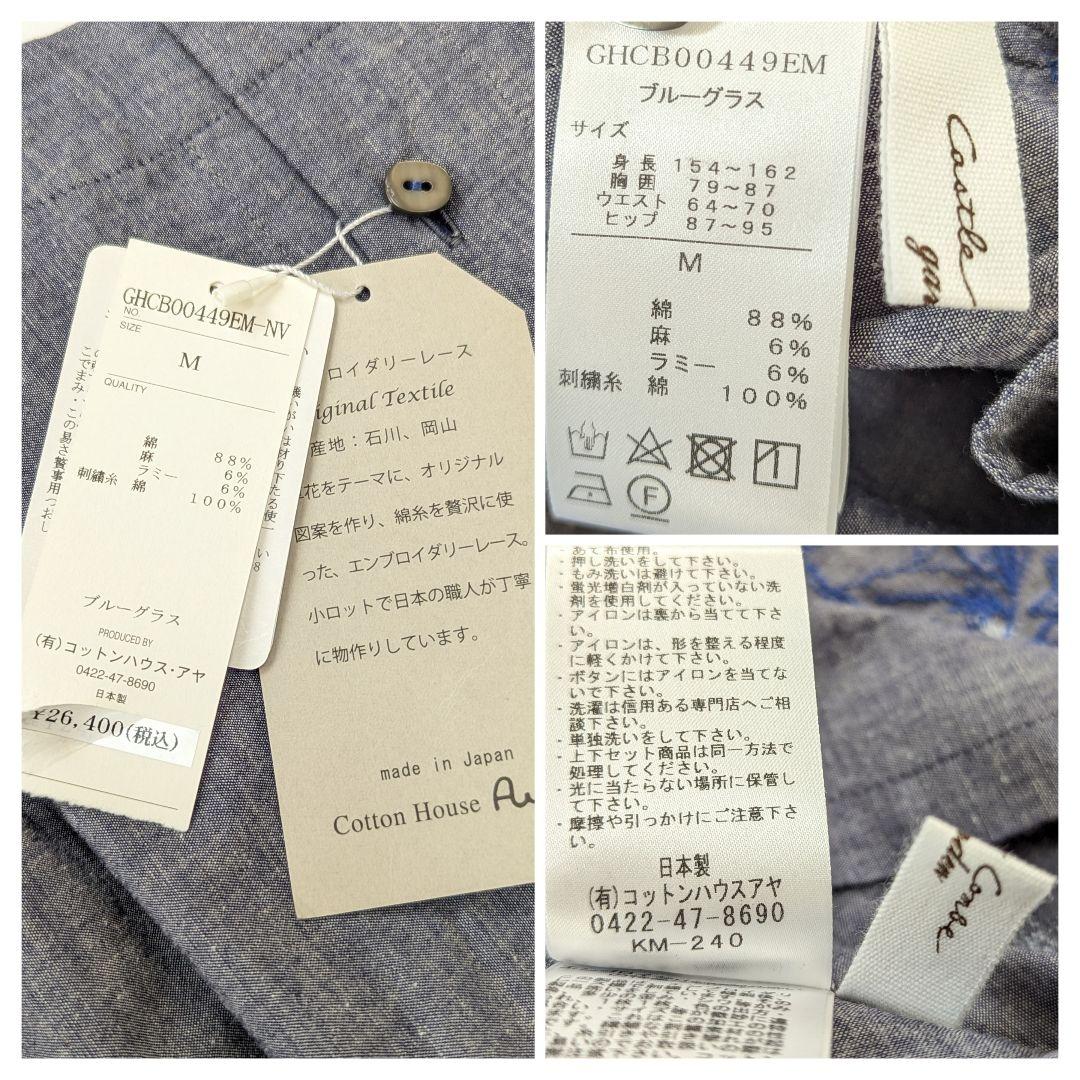 GHCB00449EM-NV
NO
SIZE
M
QUALITY
綿 88%
麻 6%
ラミー 6%
刺繍糸 綿 100%
ブルーグラス
PRODUCED BY
(有)コットンハウス・アヤ
0422-47-8690
日本製
¥26,400(税込)
ロイダリーレース
iginal Textile
産地：石川、岡山
花をテーマに、オリジナル
図案を作り、綿糸を贅沢に使
った、エンブロイダリーレース。
小ロットで日本の職人が丁寧
に物作りしています。
made in Japan
Cotton House
GHCB00449EM
ブルーグラス
サイズ
身長 154～162
胸囲 79～87
ウエスト 64～70
ヒップ 87～95
M
綿 88%
麻 6%
ラミー 6%
刺繍糸 綿 100%
F
Castle
gar
・あて布使用。
・押し洗いをして下さい。
・もみ洗いは避けて下さい。
・蛍光増白剤が入っていない洗
剤を使用してください。
・アイロンは裏から当てて下さ
い。
・アイロンは、形を整える程度
に軽くかけて下さい。
・ボタンにはアイロンを当てな
いで下さい。
・洗濯は信用ある専門店へご相
談下さい。
・単独洗いをして下さい。
・上下セット商品は同一方法で
処理してください。
・光に当たらない場所に保管し
て下さい。
・摩擦や引っかけにご注意下さ
い。
日本製
(有)コットンハウスアヤ
0422-47-8690
KM-240
rden
Combe